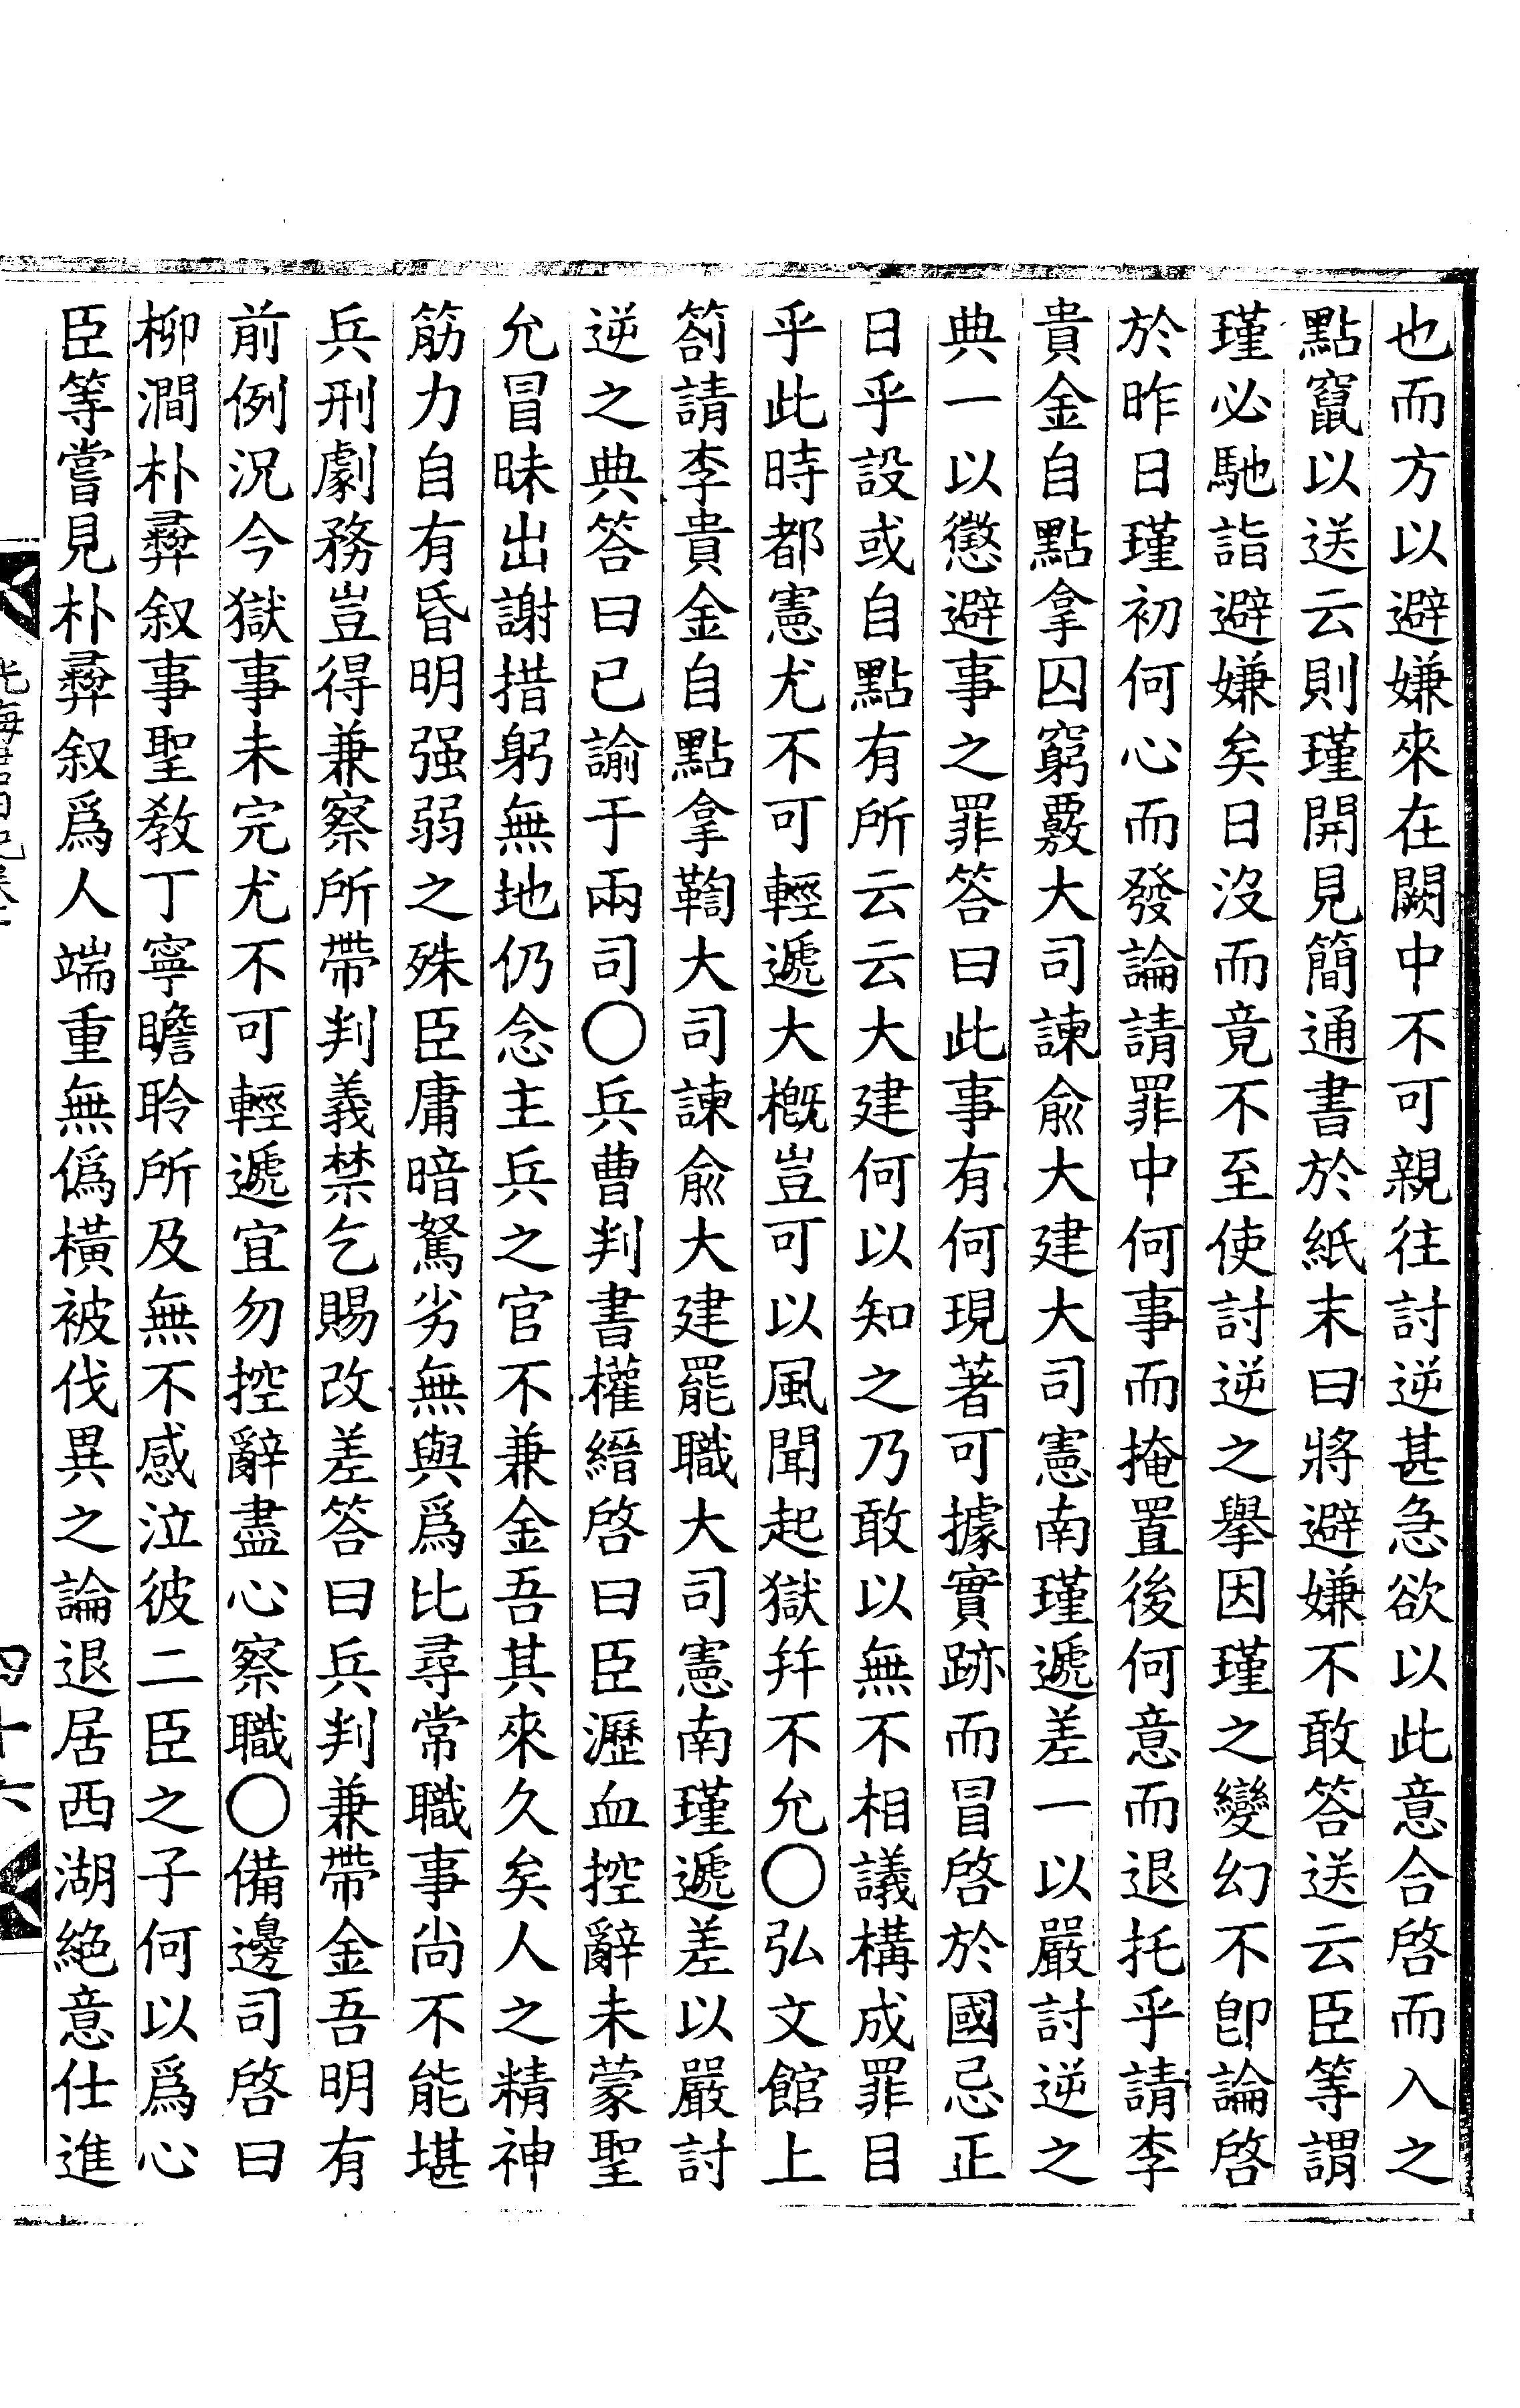 也而方以避嫌來在闕中不可親往討逆甚急欲以此意合啓而入之
點竄以送云則瑾開見簡通書於紙末曰將避嫌不敢答送云臣等謂
瑾必馳詣避嫌矣日沒而竟不至使討逆之擧因瑾之變幻不卽論啓
於昨日瑾初何心而發論請罪中何事而掩置後何意而退托乎請李
貴金自點拿囚窮覈大司諫兪大建大司憲南瑾遞差一以嚴討逆之
典一以懲避事之罪答曰此事有何現著可據實跡而冒啓於國忌正
日乎設或自點有所云云大建何以知之乃敢以無不相議構成罪目
乎此時都憲尤不可輕遞大槪豈可以風聞起獄幷不允〇弘文館上
箚請李貴金自點拿鞫大司諫兪大建罷職大司憲南瑾遞差以嚴討
逆之典答曰已諭于兩司〇兵曹判書權縉啓曰臣瀝血控辭未蒙聖
允冒昧出謝措躬無地仍念主兵之官不兼金吾其來久矣人之精神
筋力自有昏明强弱之殊臣庸暗駑劣無與爲比尋常職事尙不能堪
兵刑劇務豈得兼察所帶判義禁乞賜改差答曰兵判兼帶金吾明有
前例況今獄事未完尤不可輕遞宜勿控辭盡心察職〇備邊司啓曰
柳澗朴彛叙事聖敎丁寧瞻聆所及無不感泣彼二臣之子何以爲心
臣等嘗見朴彛叙爲人端重無僞橫被伐異之論退居西湖絕意仕進
四十六